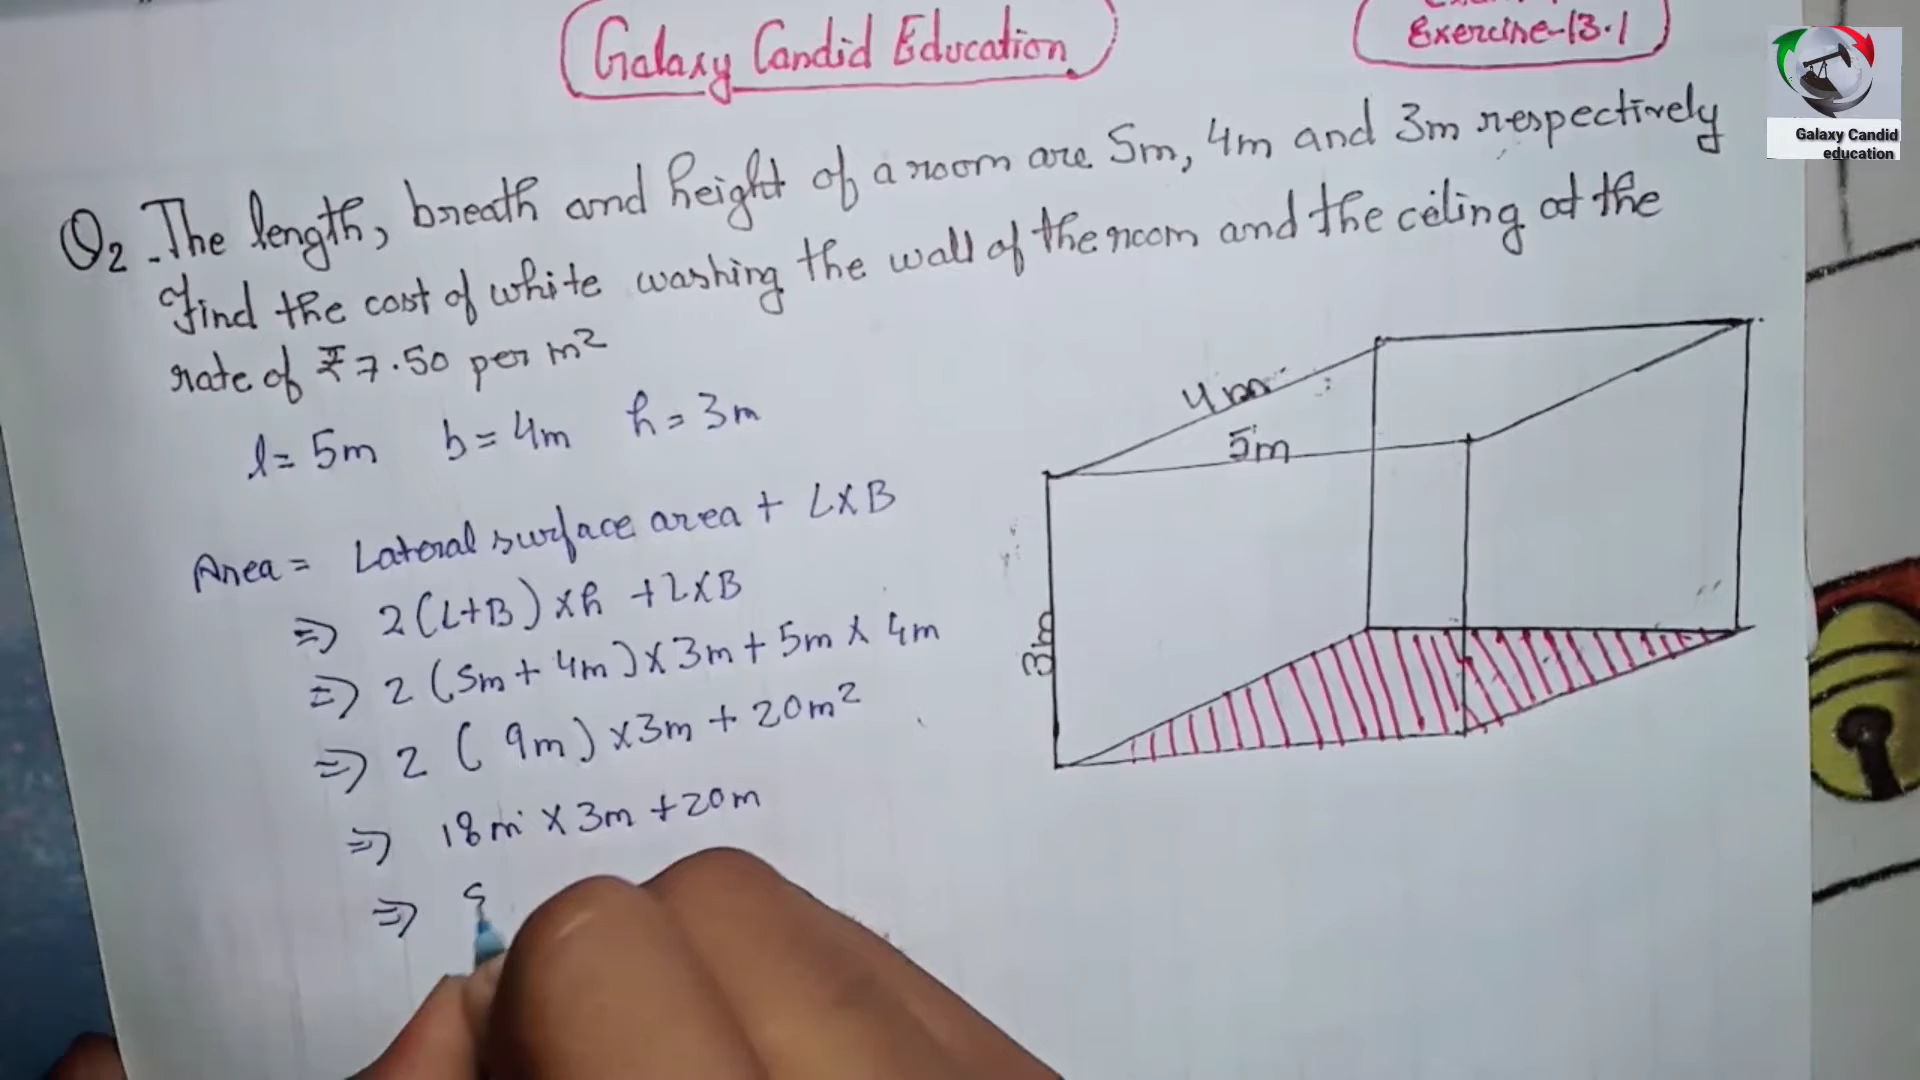 Galaxy Candid Education
Exercise-13.1
Galaxy Candid
education
Q2. The length, breath and height of a room are 5m, 4m and 3m respectively
Find the cost of white washing the wall of the room and the ceiling at the
rate of ₹7.50 per m²
l= 5m b= 4m h= 3m
Area= Lateral surface area + L×B
⇒ 2(L+B)×h +L×B
⇒ 2(5m+4m)×3m+5m×4m
⇒ 2(9m)×3m+20m²
⇒ 18m×3m+20m
⇒
4m
5m
3m